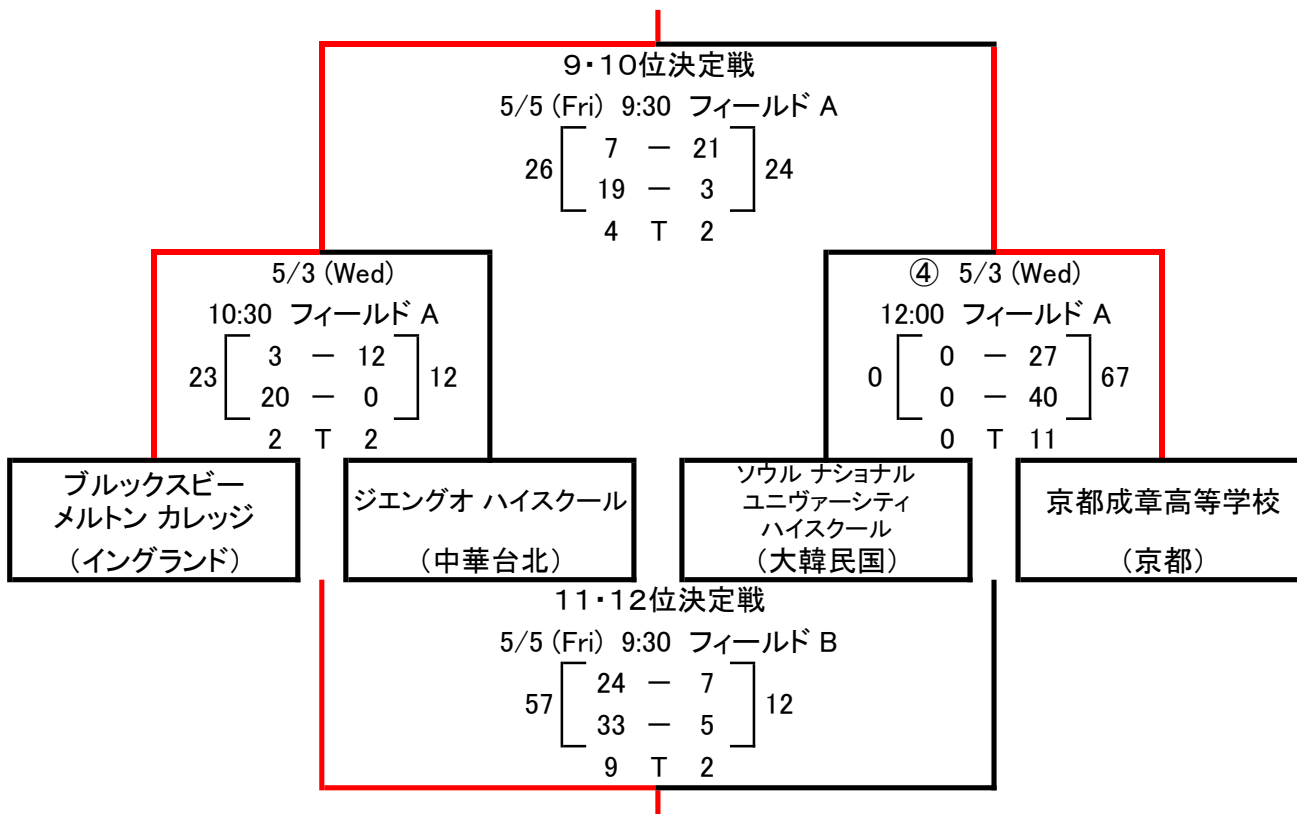 9・10位決定戦
5/5 (Fri) 9:30 フィールド A
26 7 － 21 24
19 － 3
4 T 2
5/3 (Wed)
10:30 フィールド A
23 3 － 12 12
20 － 0
2 T 2
④ 5/3 (Wed)
12:00 フィールド A
0 0 － 27 67
0 － 40
0 T 11
ブルックスビー
メルトン カレッジ
（イングランド）
ジエングオ ハイスクール
（中華台北）
ソウル ナショナル
ユニヴァーシティ
ハイスクール
（大韓民国）
京都成章高等学校
（京都）
11・12位決定戦
5/5 (Fri) 9:30 フィールド B
57 24 － 7 12
33 － 5
9 T 2